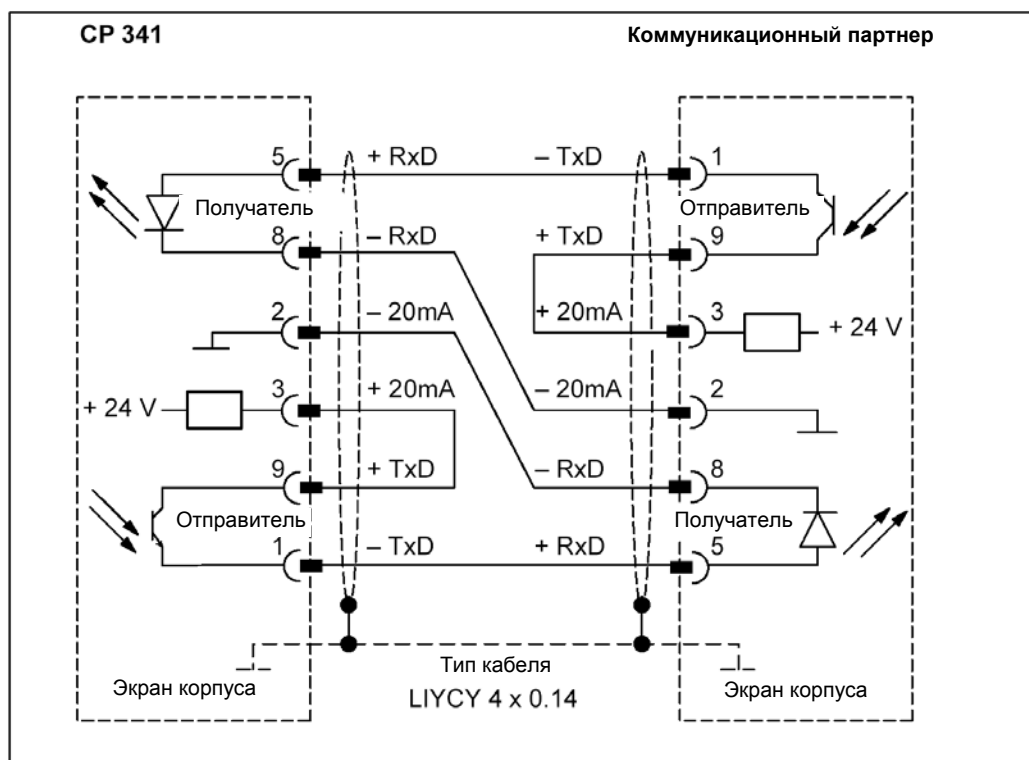 CP 341 Коммуникационный партнер
5 + RxD – TxD 1
Получатель Отправитель
8 – RxD + TxD 9
2 – 20mA + 20mA 3
+ 24 V
+ 24 V 3 + 20mA – 20mA 2
9 + TxD – RxD 8
Отправитель Получатель
1 – TxD + RxD 5
Тип кабеля
Экран корпуса Экран корпуса
LIYCY 4 x 0.14